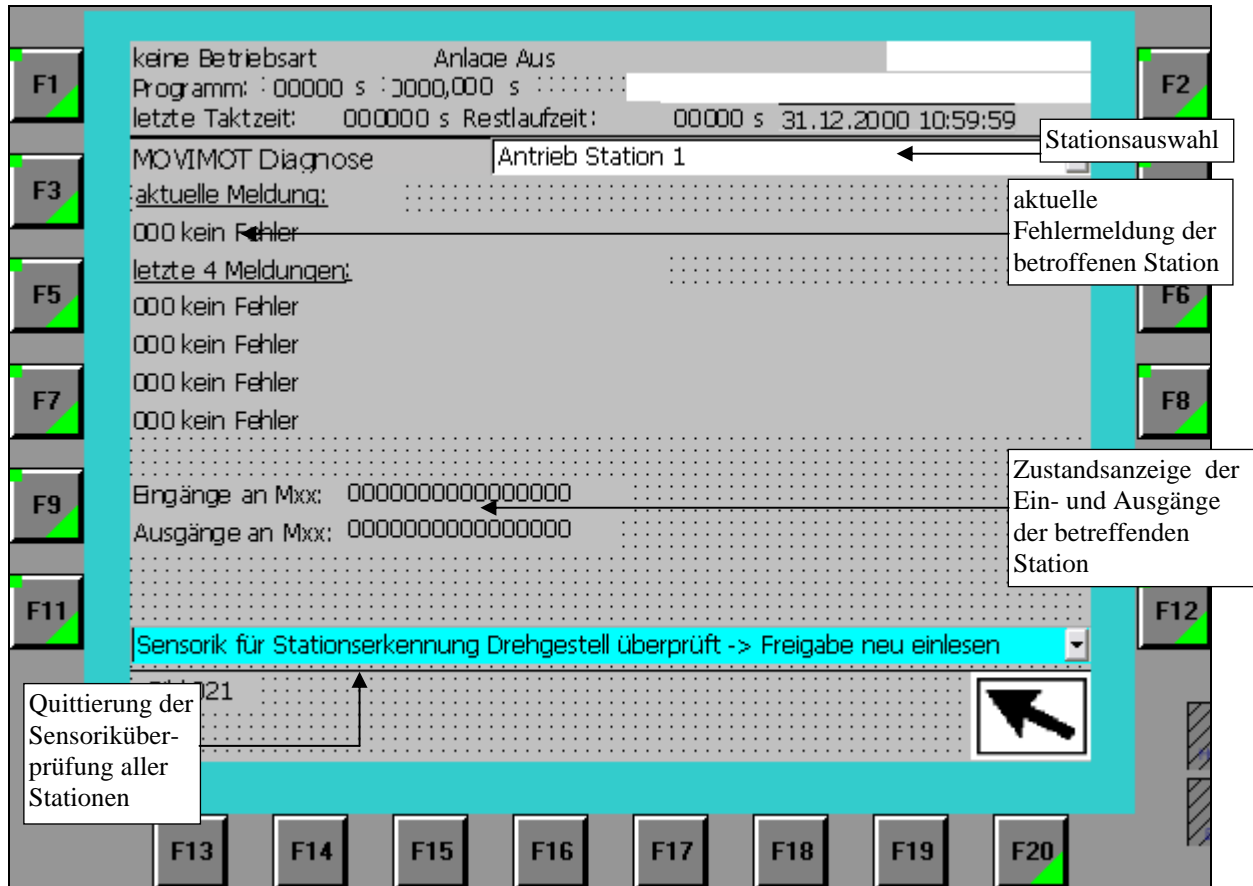 keine Betriebsart Anlage Aus
Programm: 00000 s 0000,000 s
letzte Taktzeit: 000000 s Restlaufzeit: 00000 s 31.12.2000 10:59:59
MOVIMOT Diagnose Antrieb Station 1
Stationsauswahl
aktuelle Meldung:
000 kein Fehler
aktuelle
Fehlermeldung der
betroffenen Station
letzte 4 Meldungen:
000 kein Fehler
000 kein Fehler
000 kein Fehler
000 kein Fehler
Eingänge an Mxx: 0000000000000000
Ausgänge an Mxx: 0000000000000000
Zustandsanzeige der
Ein- und Ausgänge
der betreffenden
Station
Sensorik für Stationserkennung Drehgestell überprüft -> Freigabe neu einlesen
21
Quittierung der
Sensoriküber-
prüfung aller
Stationen
F1
F2
F3
F5
F6
F7
F8
F9
F11
F12
F13 F14 F15 F16 F17 F18 F19 F20